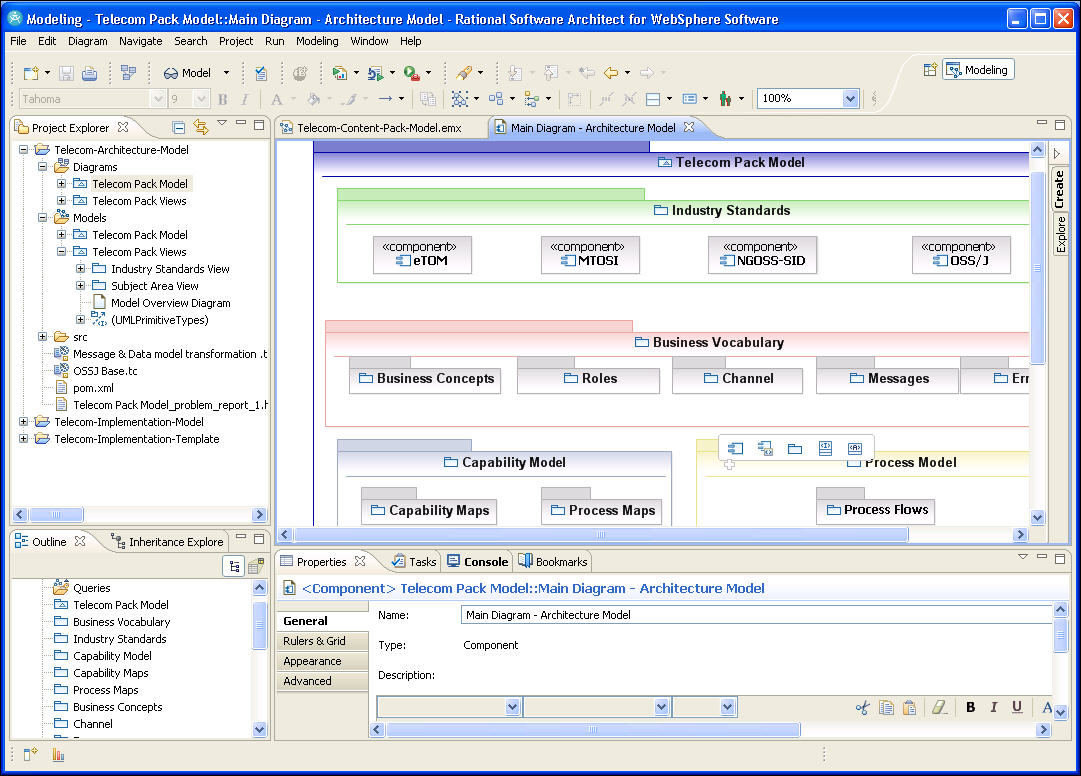 Modeling - Telecom Pack Model::Main Diagram - Architecture Model - Rational Software Architect for WebSphere Software
File Edit Diagram Navigate Search Project Run Modeling Window Help
Model
Modeling
Tahoma 9 B I A 100%
Project Explorer
Telecom-Architecture-Model
Diagrams
Telecom Pack Model
Telecom Pack Views
Models
Telecom Pack Model
Telecom Pack Views
Industry Standards View
Subject Area View
Model Overview Diagram
(UMLPrimitiveTypes)
src
Message & Data model transformation .t
OSSJ Base.tc
pom.xml
Telecom Pack Model_problem_report_1.h
Telecom-Implementation-Model
Telecom-Implementation-Template
Telecom-Content-Pack-Model.emx Main Diagram - Architecture Model
Telecom Pack Model
Industry Standards
«component» «component» «component» «component»
eTOM MTOSI NGOSS-SID OSS/J
Business Vocabulary
Business Concepts Roles Channel Messages Err
Capability Model Process Model
Capability Maps Process Maps Process Flows
Create
Explore
Outline Inheritance Explorer
Queries
Telecom Pack Model
Business Vocabulary
Industry Standards
Capability Model
Capability Maps
Process Maps
Business Concepts
Channel
Properties Tasks Console Bookmarks
<Component> Telecom Pack Model::Main Diagram - Architecture Model
General
Rulers & Grid
Appearance
Advanced
Name: Main Diagram - Architecture Model
Type: Component
Description:
B I U A